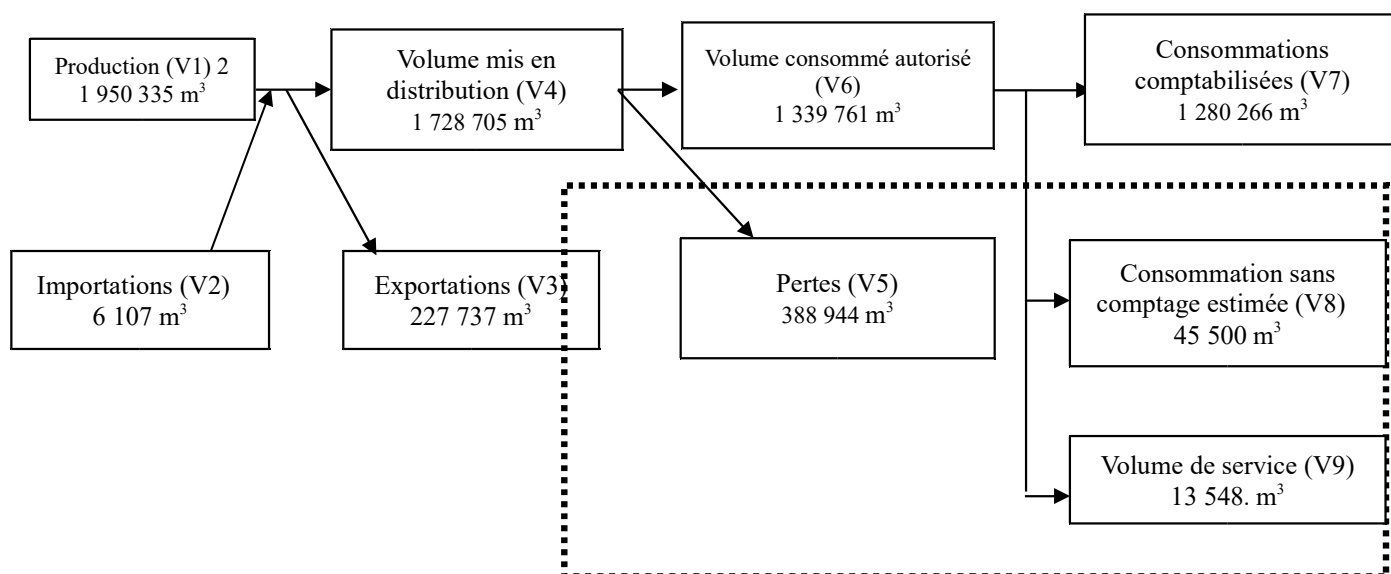 Production (V1) 2
1 950 335 m³
Volume mis en
distribution (V4)
1 728 705 m³
Volume consommé autorisé
(V6)
1 339 761 m³
Consommations
comptabilisées (V7)
1 280 266 m³
Importations (V2)
6 107 m³
Exportations (V3)
227 737 m³
Pertes (V5)
388 944 m³
Consommation sans
comptage estimée (V8)
45 500 m³
Volume de service (V9)
13 548. m³